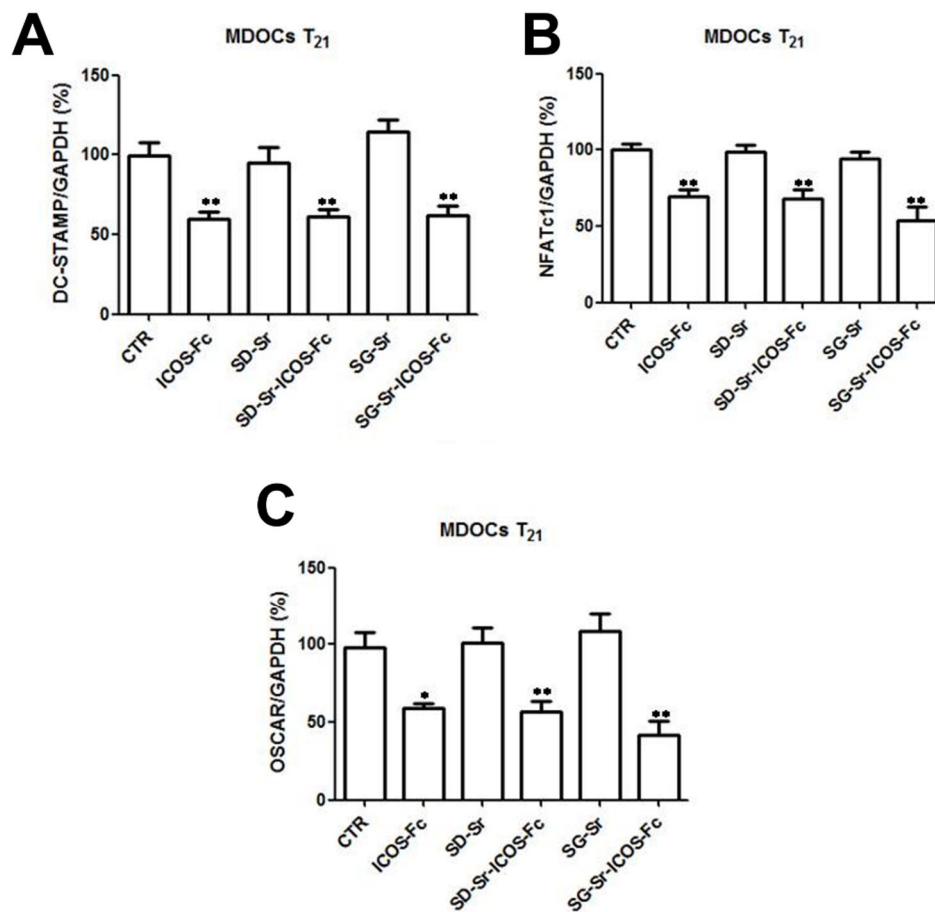 A
MDOCs T21
DC-STAMP/GAPDH (%)
150
100
50
0
** ** **
CTR
ICOS-Fc
SD-Sr
SD-Sr-ICOS-Fc
SG-Sr
SG-Sr-ICOS-Fc
B
MDOCs T21
NFATc1/GAPDH (%)
150
100
50
0
** ** **
CTR
ICOS-Fc
SD-Sr
SD-Sr-ICOS-Fc
SG-Sr
SG-Sr-ICOS-Fc
C
MDOCs T21
OSCAR/GAPDH (%)
150
100
50
0
* ** **
CTR
ICOS-Fc
SD-Sr
SD-Sr-ICOS-Fc
SG-Sr
SG-Sr-ICOS-Fc